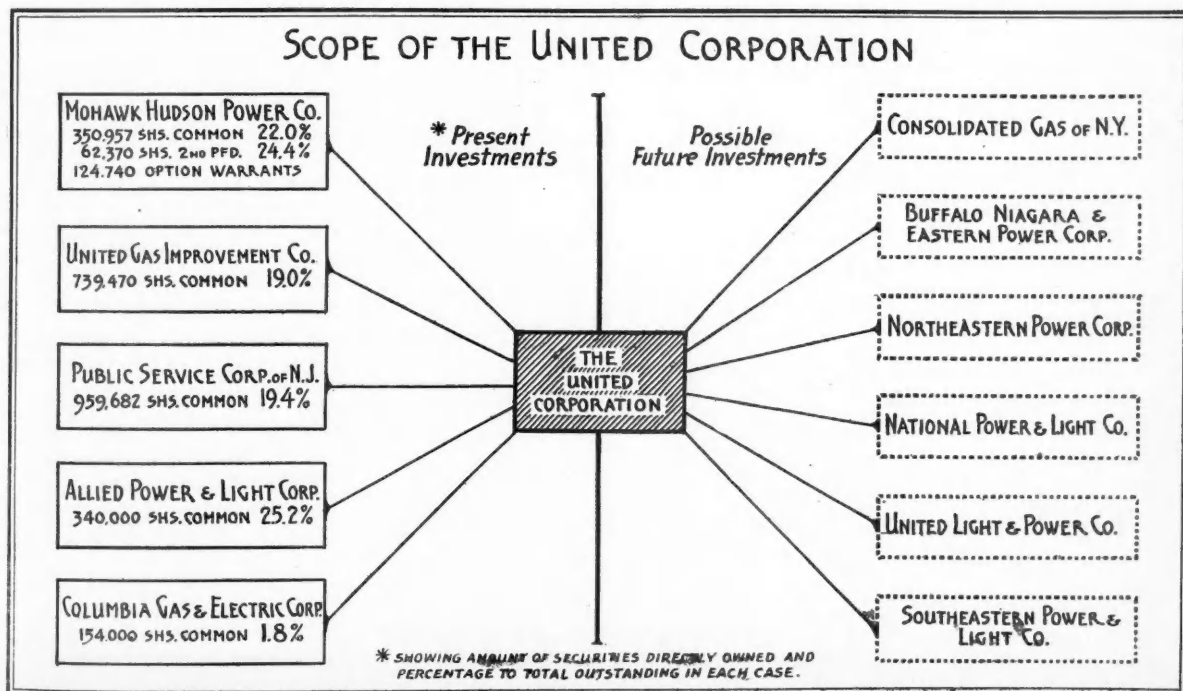 SCOPE OF THE UNITED CORPORATION
MOHAWK HUDSON POWER CO.
350,957 SHS. COMMON 22.0%
62,370 SHS. 2ND PFD. 24.4%
124,740 OPTION WARRANTS
UNITED GAS IMPROVEMENT CO.
739,470 SHS. COMMON 19.0%
PUBLIC SERVICE CORP. OF N.J.
959,682 SHS. COMMON 19.4%
ALLIED POWER & LIGHT CORP.
340,000 SHS. COMMON 25.2%
COLUMBIA GAS & ELECTRIC CORP.
154,000 SHS. COMMON 1.8%
* Present
Investments
Possible
Future Investments
THE
UNITED
CORPORATION
CONSOLIDATED GAS OF N.Y.
BUFFALO NIAGARA &
EASTERN POWER CORP.
NORTHEASTERN POWER CORP.
NATIONAL POWER & LIGHT CO.
UNITED LIGHT & POWER CO.
SOUTHEASTERN POWER &
LIGHT CO.
* SHOWING AMOUNT OF SECURITIES DIRECTLY OWNED AND
PERCENTAGE TO TOTAL OUTSTANDING IN EACH CASE.